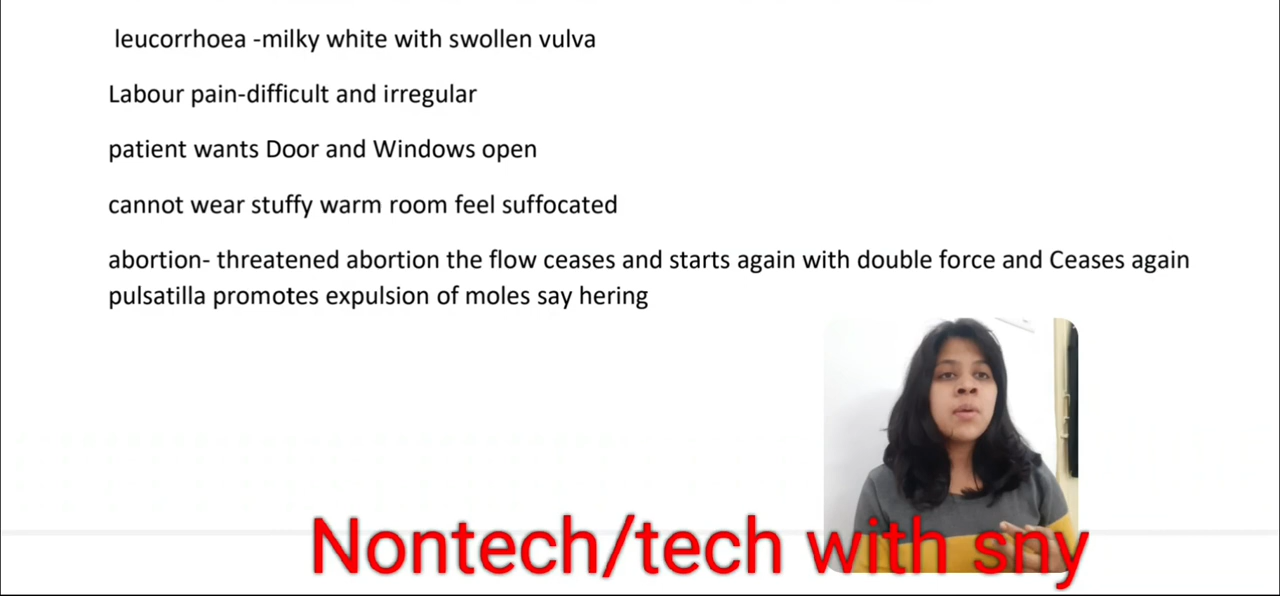 leucorrhoea -milky white with swollen vulva
Labour pain-difficult and irregular
patient wants Door and Windows open
cannot wear stuffy warm room feel suffocated
abortion- threatened abortion the flow ceases and starts again with double force and Ceases again
pulsatilla promotes expulsion of moles say hering
Nontech/tech with sny